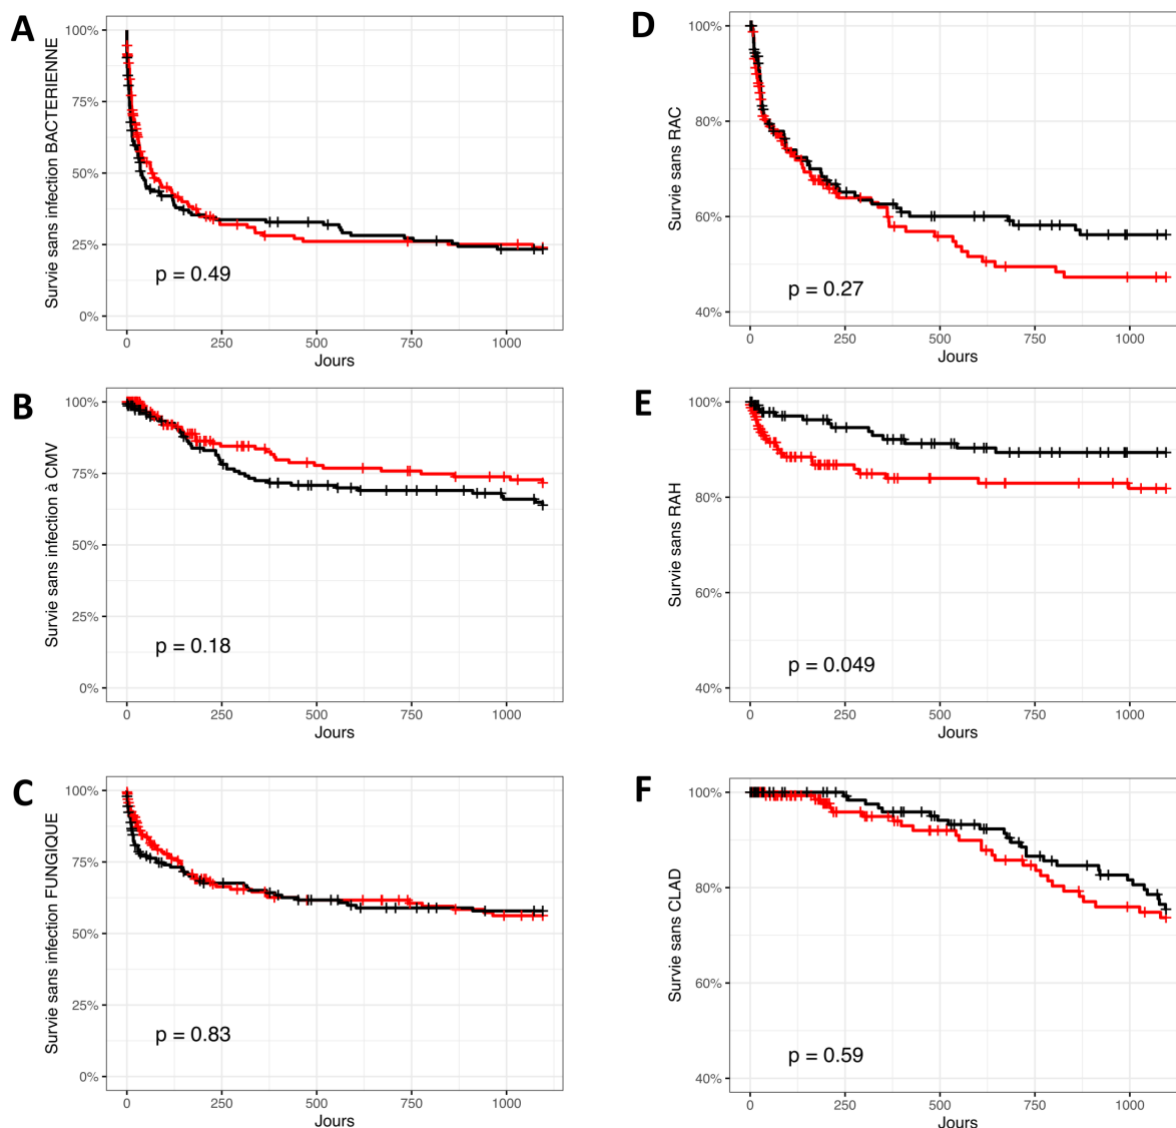 A
Survie sans infection BACTERIENNE
100%
75%
50%
25%
0%
p = 0.49
0 250 500 750 1000
Jours
B
Survie sans infection à CMV
100%
75%
50%
25%
0%
p = 0.18
0 250 500 750 1000
Jours
C
Survie sans infection FUNGIQUE
100%
75%
50%
25%
0%
p = 0.83
0 250 500 750 1000
Jours
D
Survie sans RAC
100%
80%
60%
40%
p = 0.27
0 250 500 750 1000
Jours
E
Survie sans RAH
100%
80%
60%
40%
p = 0.049
0 250 500 750 1000
Jours
F
Survie sans CLAD
100%
80%
60%
40%
p = 0.59
0 250 500 750 1000
Jours